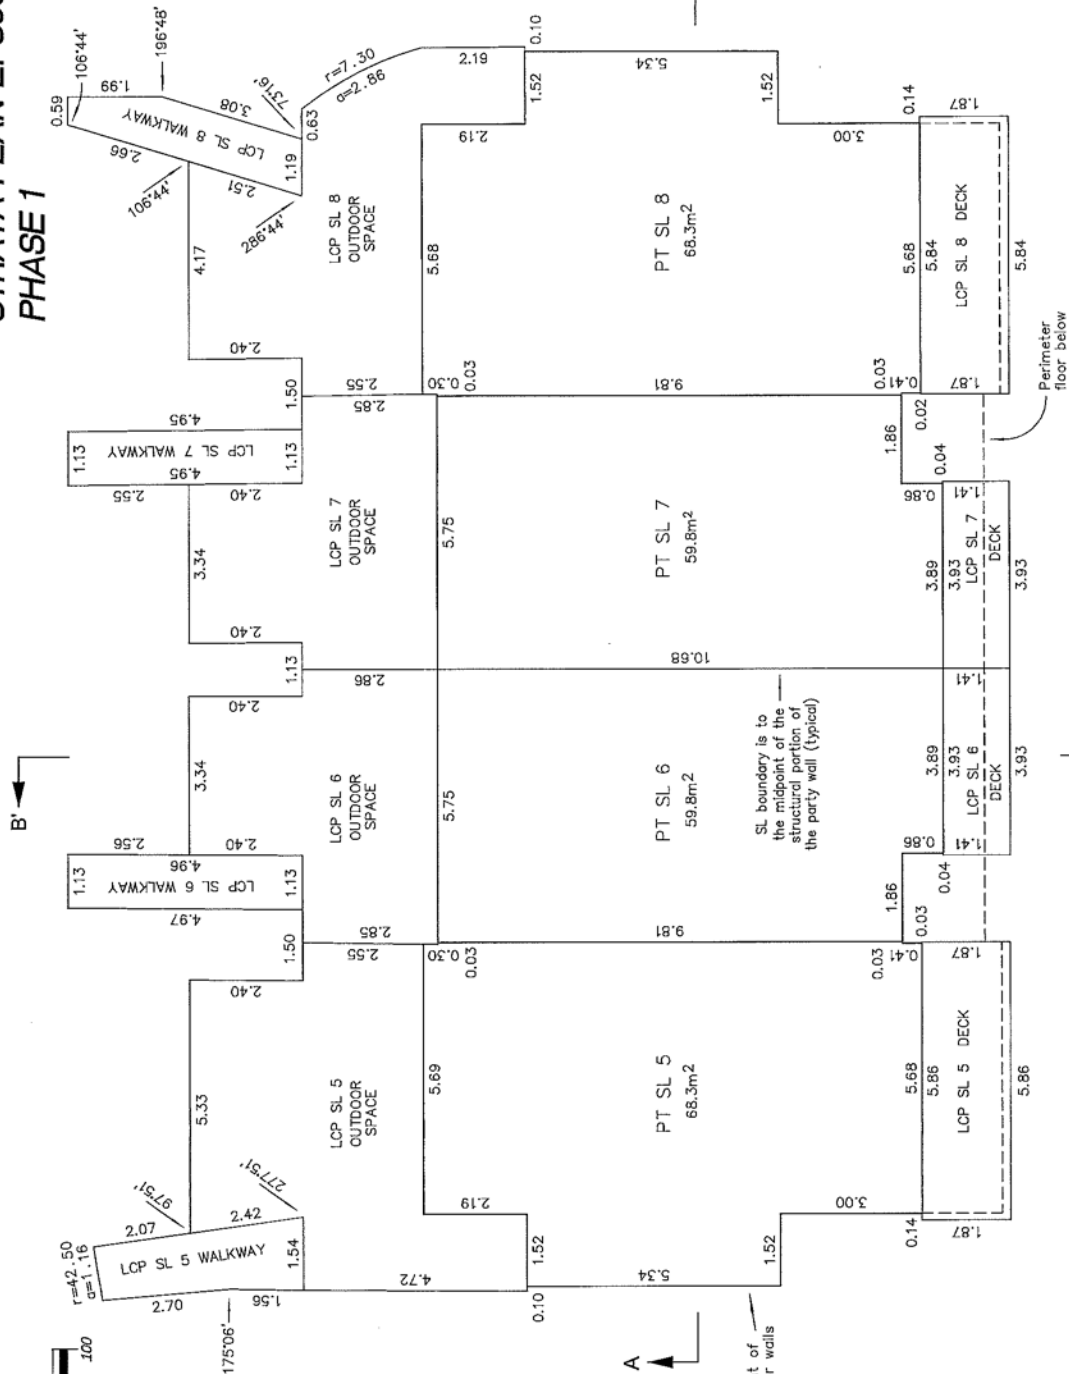 PHASE 1
106°44'
196°48'
0.59
1.99
3.08
73°16'
LCP SL 8 WALKWAY
2.66
2.51
106°44'
286°44'
1.19
0.63
r=7.30
a=2.86
2.19
0.10
4.17
2.40
LCP SL 8
OUTDOOR
SPACE
2.19
1.52
5.34
1.52
5.68
PT SL 8
68.3m²
3.00
0.14
1.87
5.68
5.84
LCP SL 8 DECK
5.84
1.50
2.55
2.85
0.30
0.03
9.81
0.03
0.41
1.87
0.02
1.86
0.04
Perimeter
floor below
4.95
1.13
LCP SL 7 WALKWAY
1.13
4.95
2.55
2.40
3.34
2.40
LCP SL 7
OUTDOOR
SPACE
5.75
PT SL 7
59.8m²
0.86
1.41
3.89
3.93
LCP SL 7
DECK
3.93
1.13
2.86
10.68
1.41
2.40
3.34
LCP SL 6
OUTDOOR
SPACE
5.75
PT SL 6
59.8m²
SL boundary is to
the midpoint of the
structural portion of
the party wall (typical)
3.89
3.93
LCP SL 6
DECK
3.93
B'
2.56
2.40
4.96
1.13
LCP SL 6 WALKWAY
1.13
4.97
0.86
1.41
0.04
1.86
0.03
1.50
2.55
2.85
0.30
0.03
9.81
0.03
0.41
1.87
2.40
5.33
LCP SL 5
OUTDOOR
SPACE
5.69
PT SL 5
68.3m²
5.68
5.86
LCP SL 5 DECK
5.86
97°51'
277°51'
2.07
2.42
r=42.50
a=1.16
LCP SL 5 WALKWAY
1.54
2.70
1.56
175°06'
2.19
1.52
4.72
0.10
5.34
1.52
3.00
0.14
1.87
100
A
t of
r walls